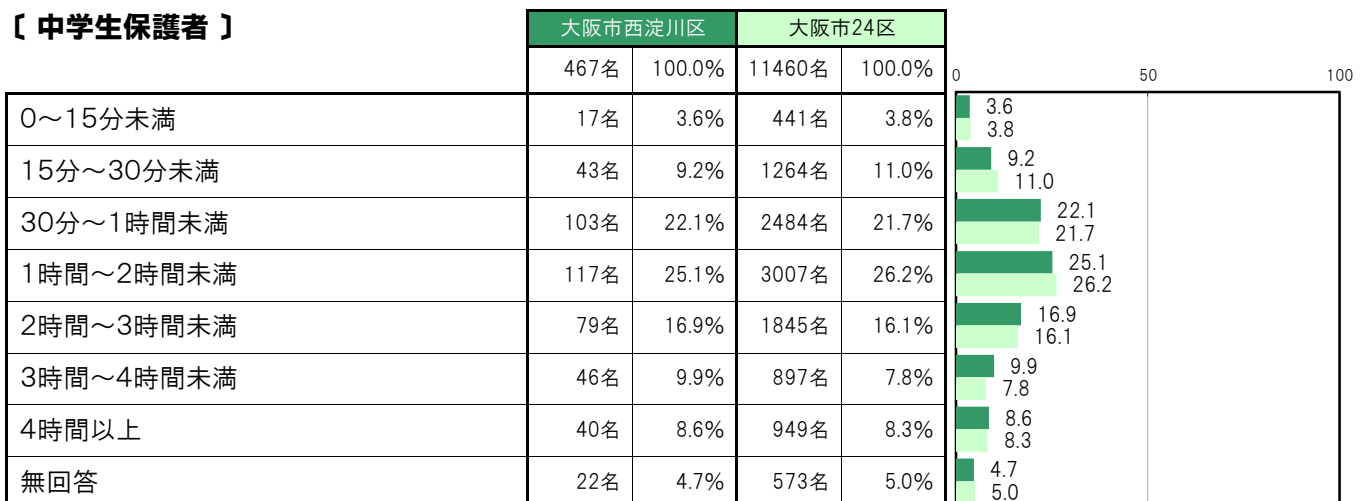 〔 中学生保護者 〕
大阪市西淀川区 大阪市24区
467名 100.0% 11460名 100.0%
0 50 100
0～15分未満 17名 3.6% 441名 3.8%
3.6
3.8
15分～30分未満 43名 9.2% 1264名 11.0%
9.2
11.0
30分～1時間未満 103名 22.1% 2484名 21.7%
22.1
21.7
1時間～2時間未満 117名 25.1% 3007名 26.2%
25.1
26.2
2時間～3時間未満 79名 16.9% 1845名 16.1%
16.9
16.1
3時間～4時間未満 46名 9.9% 897名 7.8%
9.9
7.8
4時間以上 40名 8.6% 949名 8.3%
8.6
8.3
無回答 22名 4.7% 573名 5.0%
4.7
5.0